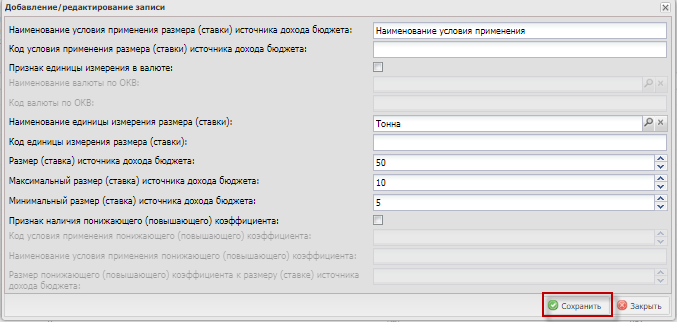 Добавление/редактирование записи
Наименование условия применения размера (ставки) источника дохода бюджета: Наименование условия применения
Код условия применения размера (ставки) источника дохода бюджета:
Признак единицы измерения в валюте:
Наименование валюты по ОКВ:
Код валюты по ОКВ:
Наименование единицы измерения размера (ставки): Тонна
Код единицы измерения размера (ставки):
Размер (ставка) источника дохода бюджета: 50
Максимальный размер (ставка) источника дохода бюджета: 10
Минимальный размер (ставка) источника дохода бюджета: 5
Признак наличия понижающего (повышающего) коэффициента:
Код условия применения понижающего (повышающего) коэффициента:
Наименование условия применения понижающего (повышающего) коэффициента:
Размер понижающего (повышающего) коэффициента к размеру (ставке) источника
дохода бюджета:
Сохранить Закрыть